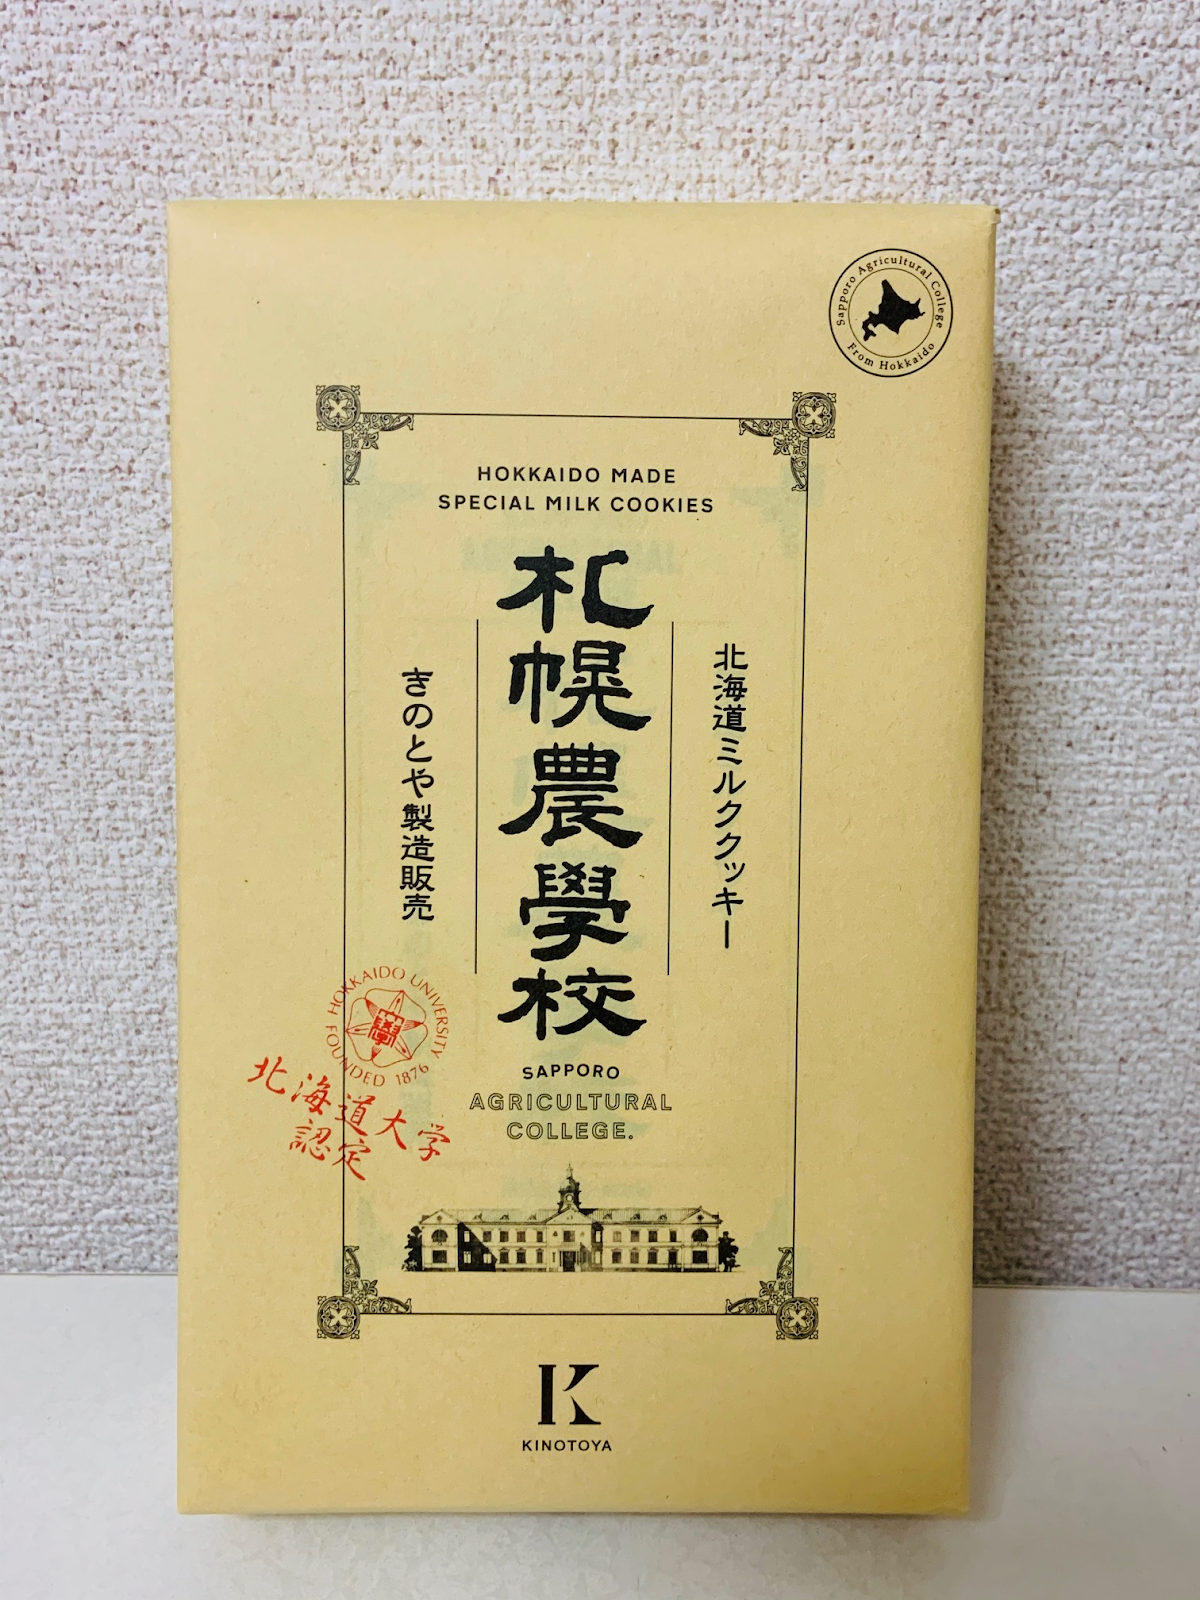 Sapporo Agricultural College
From Hokkaido
HOKKAIDO MADE
SPECIAL MILK COOKIES
北海道ミルククッキー
札幌農學校
きのとや製造販売
HOKKAIDO UNIVERSITY
FOUNDED 1876
學
北海道大学
認定
SAPPORO
AGRICULTURAL
COLLEGE.
K
KINOTOYA